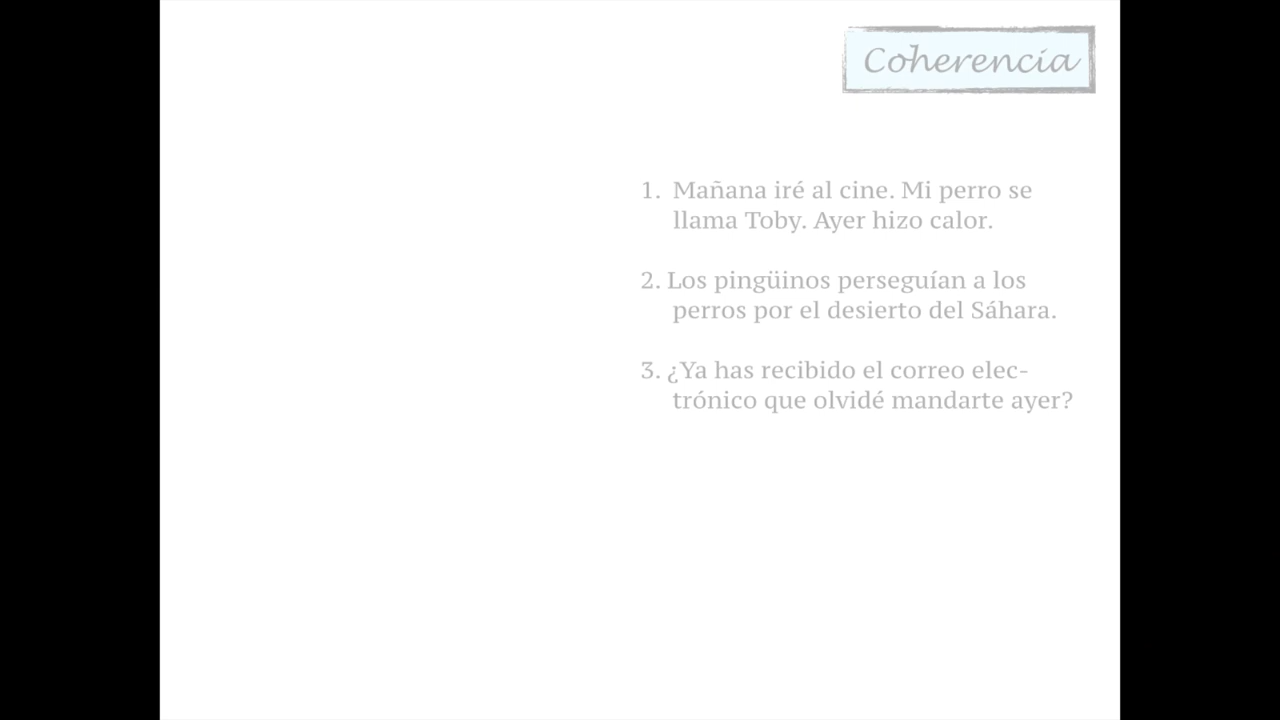 Coherencia
1. Mañana iré al cine. Mi perro se
llama Toby. Ayer hizo calor.
2. Los pingüinos perseguían a los
perros por el desierto del Sáhara.
3. ¿Ya has recibido el correo elec-
trónico que olvidé mandarte ayer?